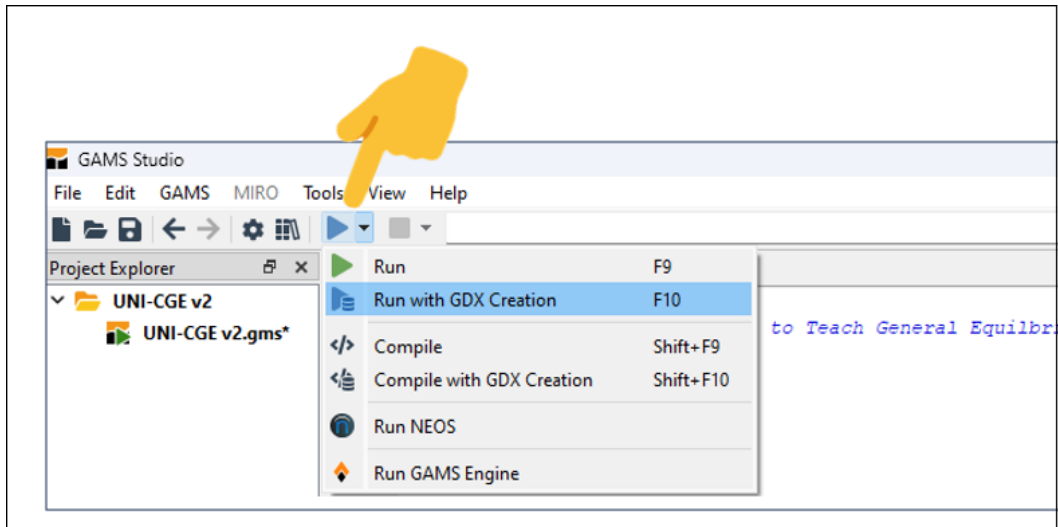 GAMS Studio
File Edit GAMS MIRO Tools View Help
Project Explorer
Run F9
UNI-CGE v2
Run with GDX Creation F10
UNI-CGE v2.gms*
to Teach General Equilbr
Compile Shift+F9
Compile with GDX Creation Shift+F10
Run NEOS
Run GAMS Engine